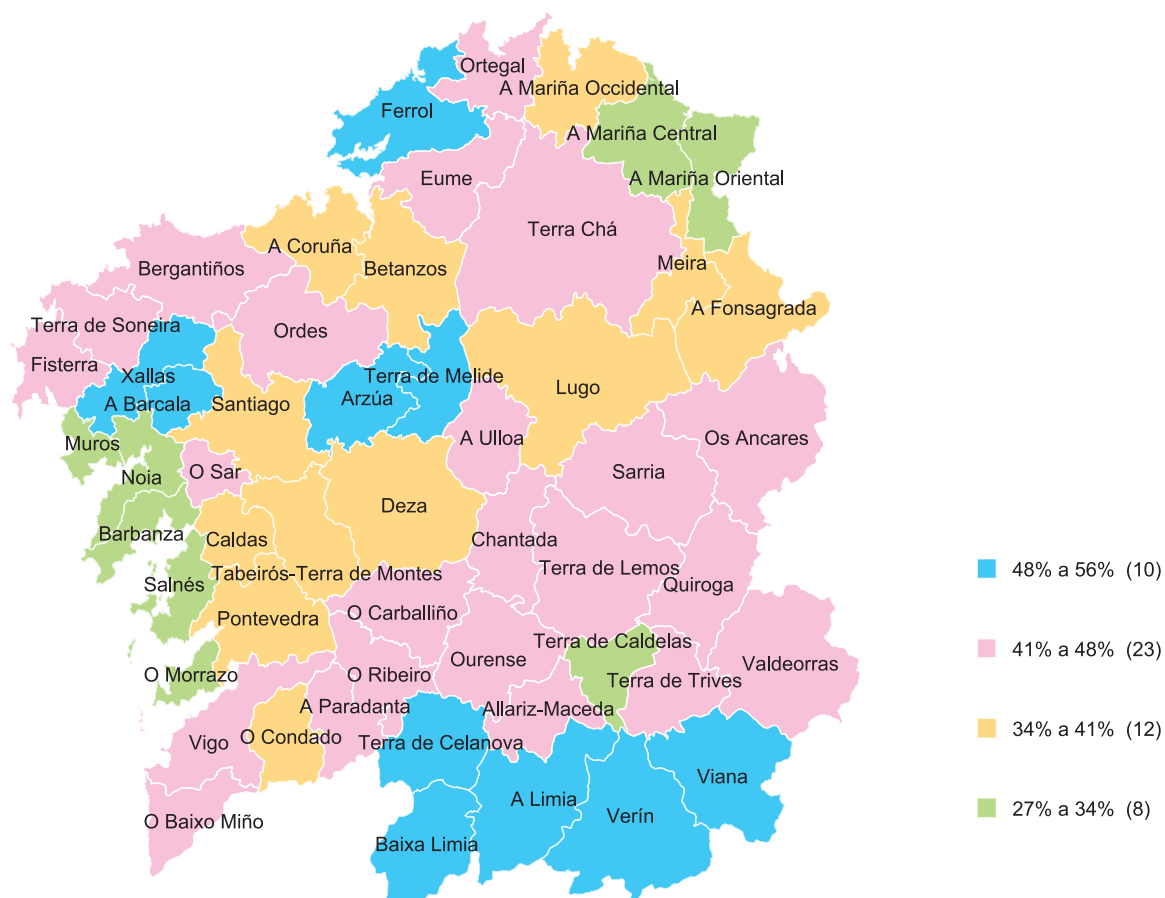 Ortegal
A Mariña Occidental
Ferrol
A Mariña Central
Eume
A Mariña Oriental
Terra Chá
A Coruña
Betanzos
Meira
Bergantiños
A Fonsagrada
Terra de Soneira
Ordes
Fisterra
Xallas
Terra de Melide
Lugo
A Barcala
Santiago
Arzúa
Muros
A Ulloa
Os Ancares
Noia
O Sar
Sarria
Deza
Barbanza
Caldas
Chantada
Terra de Lemos
Tabeirós-Terra de Montes
Salnés
Quiroga
Pontevedra
O Carballiño
Terra de Caldelas
Ourense
Valdeorras
O Morrazo
O Ribeiro
Terra de Trives
A Paradanta
Allariz-Maceda
O Condado
Vigo
Terra de Celanova
Viana
A Limia
Verín
O Baixo Miño
Baixa Limia
48% a 56% (10)
41% a 48% (23)
34% a 41% (12)
27% a 34% (8)